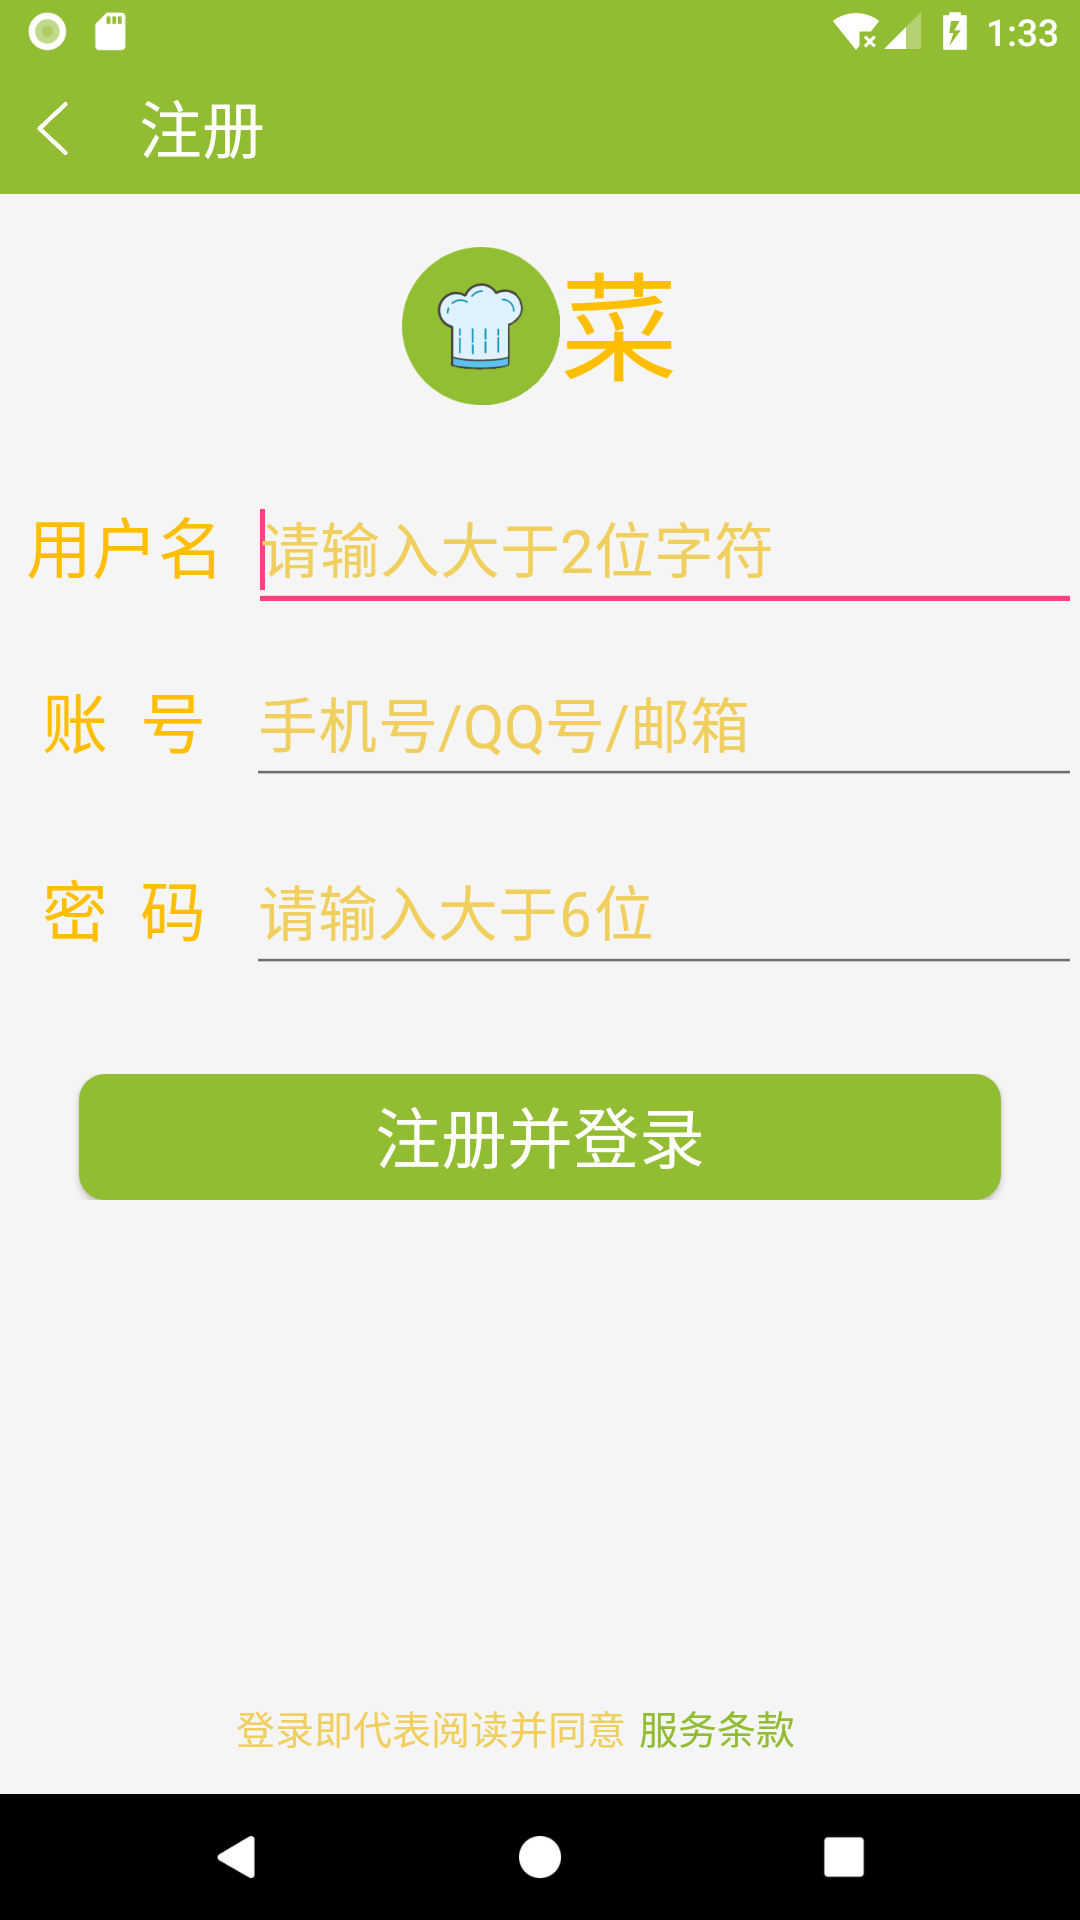 1:33
注册
菜
用户名 请输入大于2位字符
账 号 手机号/QQ号/邮箱
密 码 请输入大于6位
注册并登录
登录即代表阅读并同意 服务条款